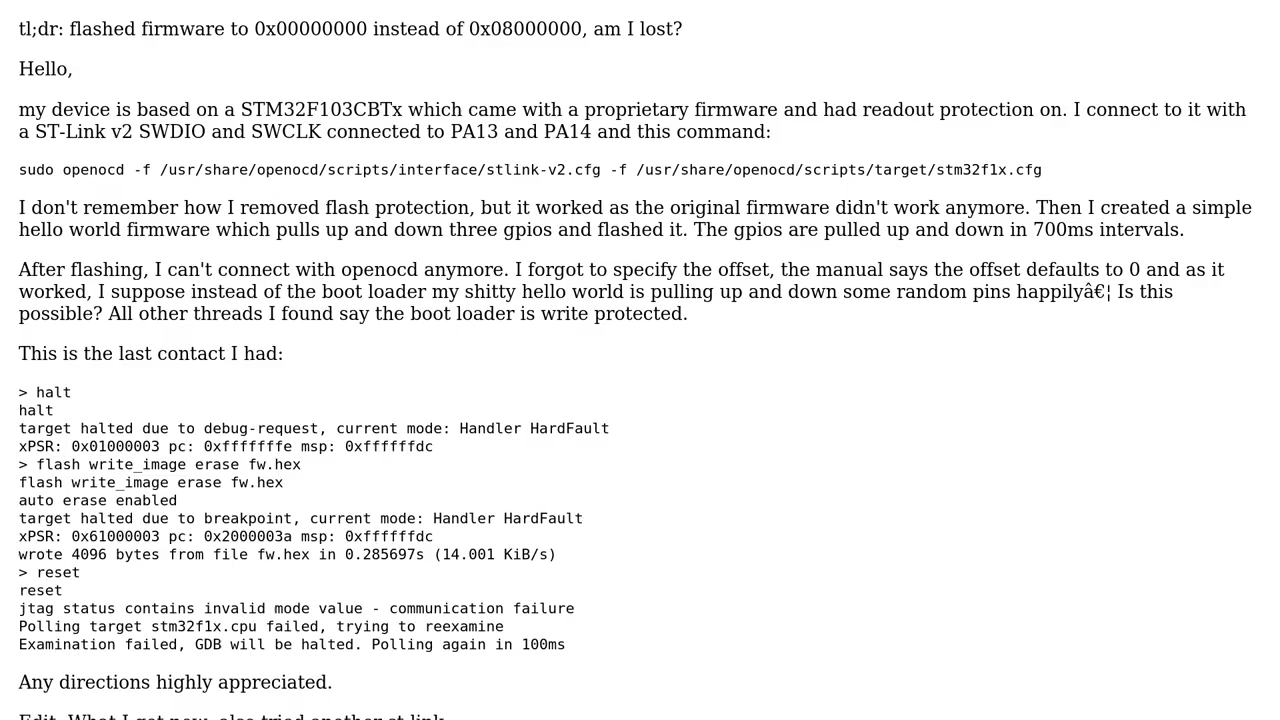 tl;dr: flashed firmware to 0x00000000 instead of 0x08000000, am I lost?
Hello,
my device is based on a STM32F103CBTx which came with a proprietary firmware and had readout protection on. I connect to it with
a ST-Link v2 SWDIO and SWCLK connected to PA13 and PA14 and this command:
sudo openocd -f /usr/share/openocd/scripts/interface/stlink-v2.cfg -f /usr/share/openocd/scripts/target/stm32f1x.cfg
I don't remember how I removed flash protection, but it worked as the original firmware didn't work anymore. Then I created a simple
hello world firmware which pulls up and down three gpios and flashed it. The gpios are pulled up and down in 700ms intervals.
After flashing, I can't connect with openocd anymore. I forgot to specify the offset, the manual says the offset defaults to 0 and as it
worked, I suppose instead of the boot loader my shitty hello world is pulling up and down some random pins happilyâ€¦ Is this
possible? All other threads I found say the boot loader is write protected.
This is the last contact I had:
> halt
halt
target halted due to debug-request, current mode: Handler HardFault
xPSR: 0x01000003 pc: 0xfffffffe msp: 0xffffffdc
> flash write_image erase fw.hex
flash write_image erase fw.hex
auto erase enabled
target halted due to breakpoint, current mode: Handler HardFault
xPSR: 0x61000003 pc: 0x2000003a msp: 0xffffffdc
wrote 4096 bytes from file fw.hex in 0.285697s (14.001 KiB/s)
> reset
reset
jtag status contains invalid mode value - communication failure
Polling target stm32f1x.cpu failed, trying to reexamine
Examination failed, GDB will be halted. Polling again in 100ms
Any directions highly appreciated.
Edit: What I get now, also tried another st-link